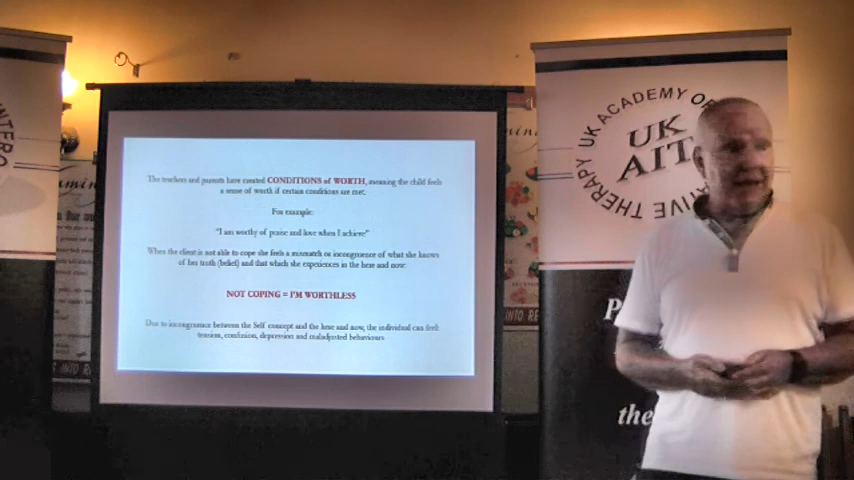 The teachers and parents have created CONDITIONS of WORTH, meaning the child feels
a sense of worth if certain conditions are met.
For example:
"I am worthy of praise and love when I achieve"
When the client is not able to cope she feels a mismatch or incongruence of what she knows
of her truth (belief) and that which she experiences in the here and now:
NOT COPING = I'M WORTHLESS
Due to incongruence between the Self concept and the here and now, the individual can feel:
tension, confusion, depression and maladjusted behaviours
UK ACADEMY OF
UK
AIT
THERAPY
the
INTO RE